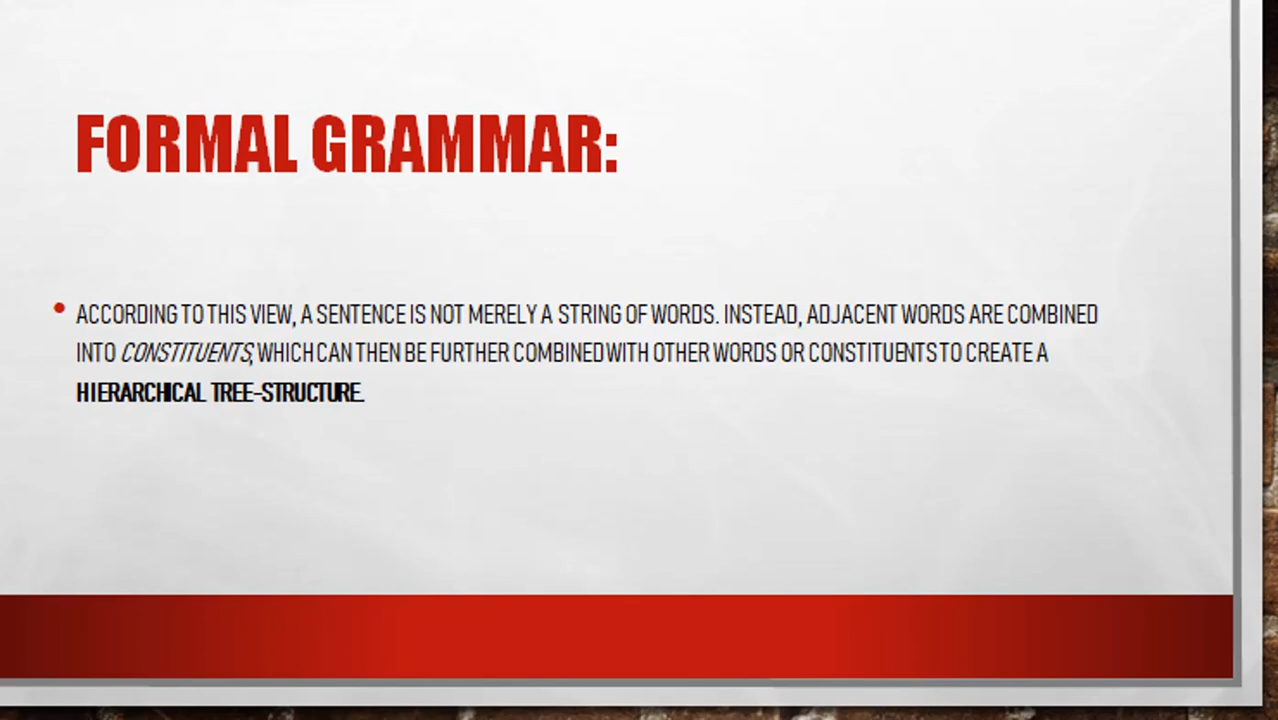 FORMAL GRAMMAR:
• ACCORDING TO THIS VIEW, A SENTENCE IS NOT MERELY A STRING OF WORDS. INSTEAD, ADJACENT WORDS ARE COMBINED
INTO CONSTITUENTS, WHICH CAN THEN BE FURTHER COMBINED WITH OTHER WORDS OR CONSTITUENTS TO CREATE A
HIERARCHICAL TREE-STRUCTURE.